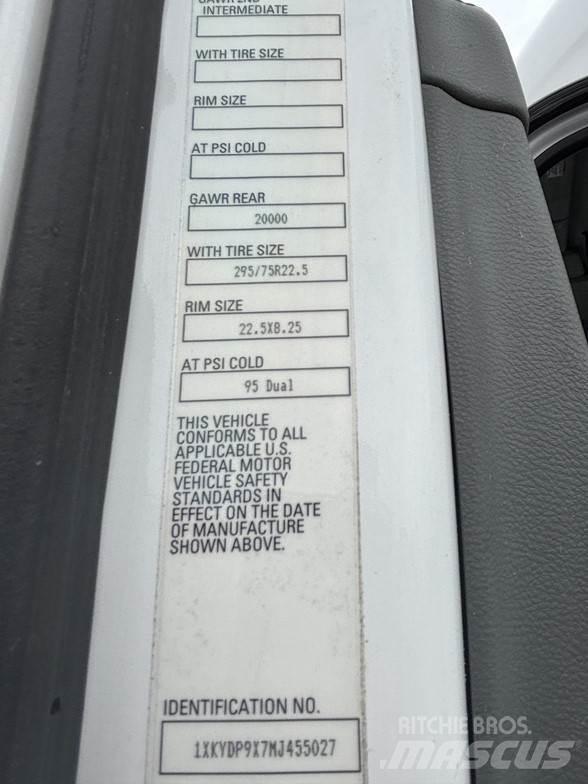 GAWR 2ND
INTERMEDIATE
WITH TIRE SIZE
RIM SIZE
AT PSI COLD
GAWR REAR
20000
WITH TIRE SIZE
295/75R22.5
RIM SIZE
22.5X8.25
AT PSI COLD
95 Dual
THIS VEHICLE
CONFORMS TO ALL
APPLICABLE U.S.
FEDERAL MOTOR
VEHICLE SAFETY
STANDARDS IN
EFFECT ON THE DATE
OF MANUFACTURE
SHOWN ABOVE.
IDENTIFICATION NO.
1XKYDP9X7MJ455027
RITCHIE BROS.
MASCUS